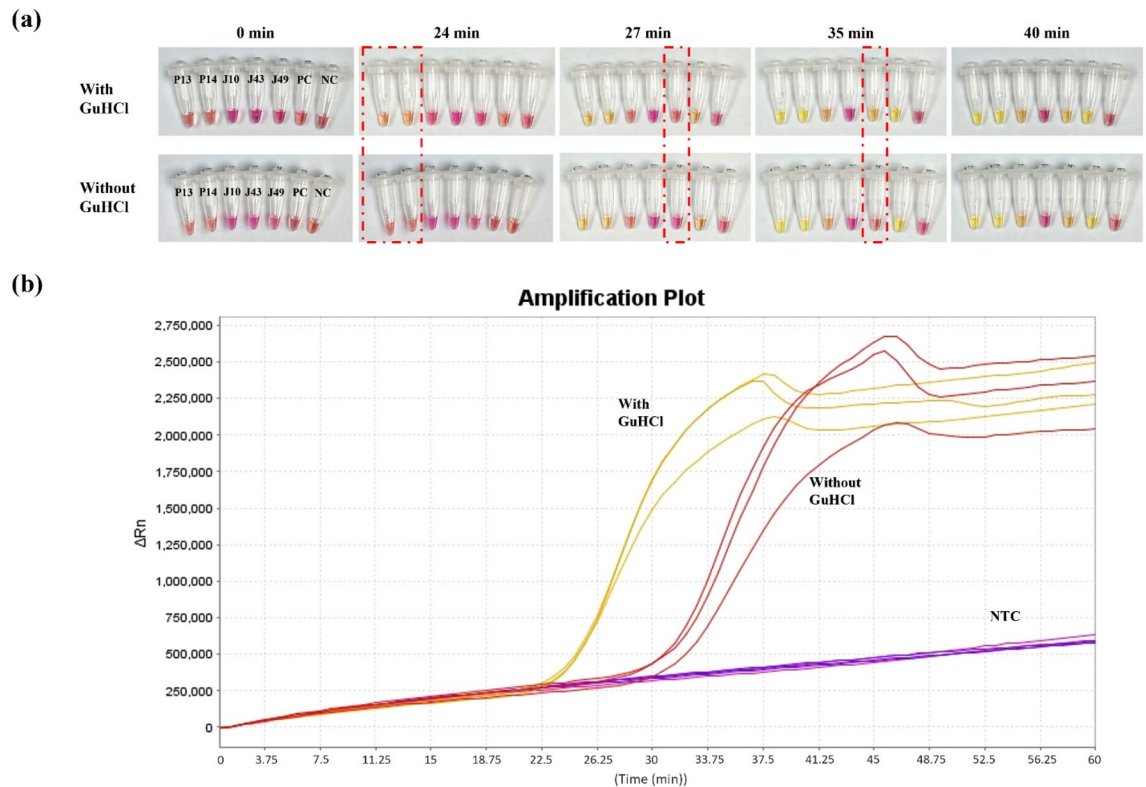 (a)
0 min 24 min 27 min 35 min 40 min
With
GuHCl
P13 P14 J10 J43 J49 PC NC
Without
GuHCl
P13 P14 J10 J43 J49 PC NC
(b)
Amplification Plot
2,750,000
2,500,000
2,250,000
2,000,000
1,750,000
1,500,000
1,250,000
1,000,000
750,000
500,000
250,000
0
ΔRn
With
GuHCl
Without
GuHCl
NTC
0 3.75 7.5 11.25 15 18.75 22.5 26.25 30 33.75 37.5 41.25 45 48.75 52.5 56.25 60
(Time (min))